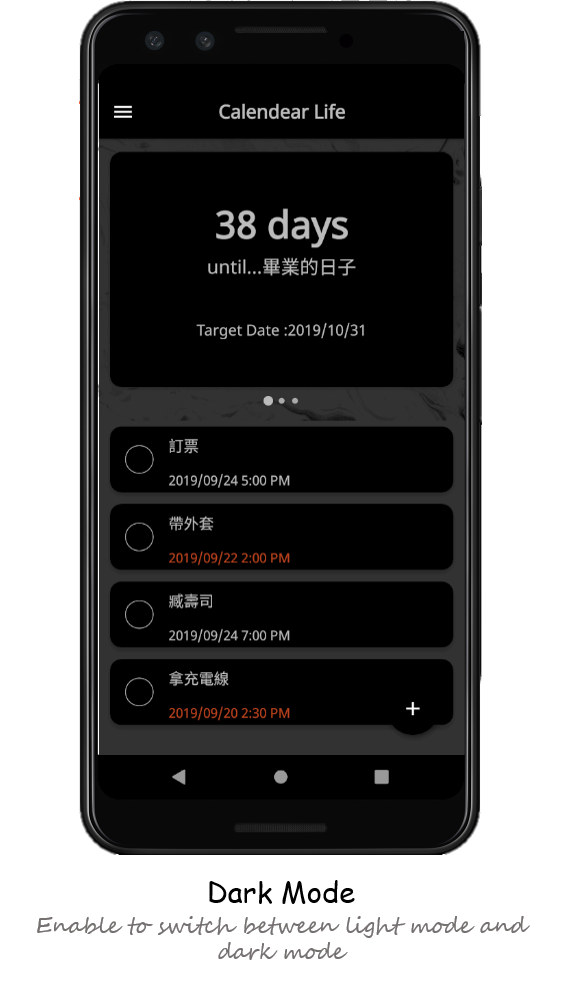 Calendear Life
38 days
until...畢業的日子
Target Date :2019/10/31
訂票
2019/09/24 5:00 PM
帶外套
2019/09/22 2:00 PM
臧壽司
2019/09/24 7:00 PM
拿充電線
2019/09/20 2:30 PM
+
Dark Mode
Enable to switch between light mode and
dark mode